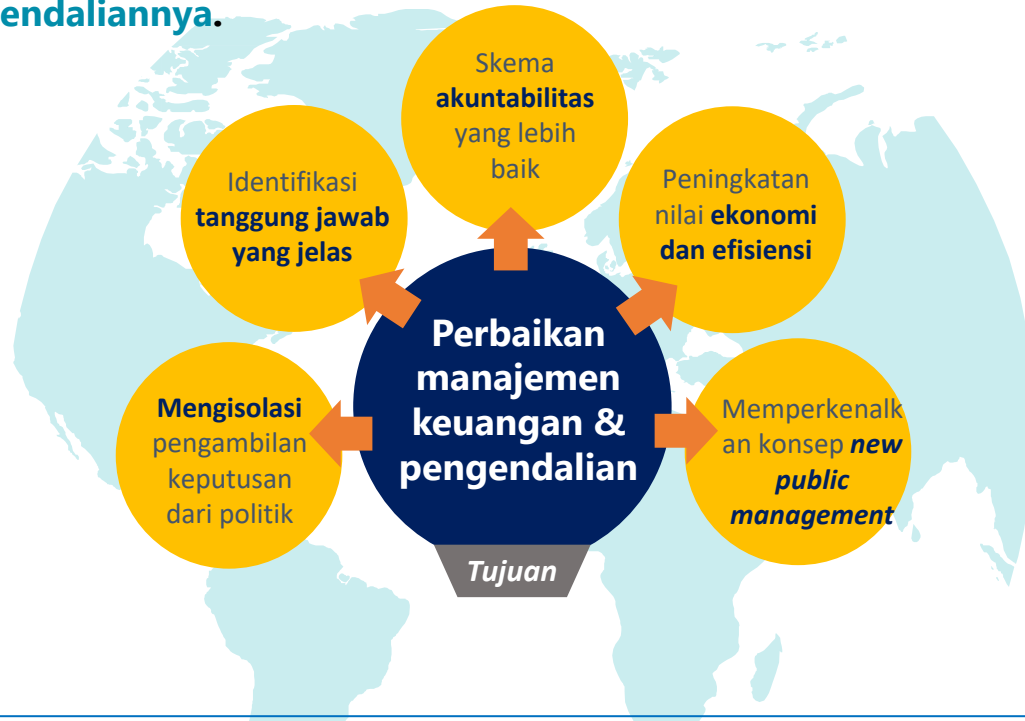 endaliannya.
Skema
akuntabilitas
yang lebih
baik
Identifikasi
tanggung jawab
yang jelas
Peningkatan
nilai ekonomi
dan efisiensi
Mengisolasi
pengambilan
keputusan
dari politik
Perbaikan
manajemen
keuangan &
pengendalian
Memperkenalk
an konsep new
public
management
Tujuan